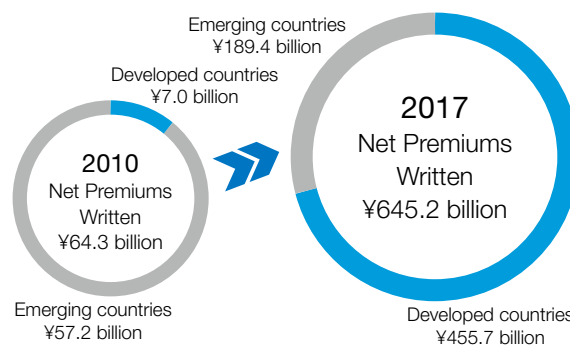 Emerging countries
¥189.4 billion
Developed countries
¥7.0 billion
2010
Net Premiums
Written
¥64.3 billion
Emerging countries
¥57.2 billion
2017
Net Premiums
Written
¥645.2 billion
Developed countries
¥455.7 billion